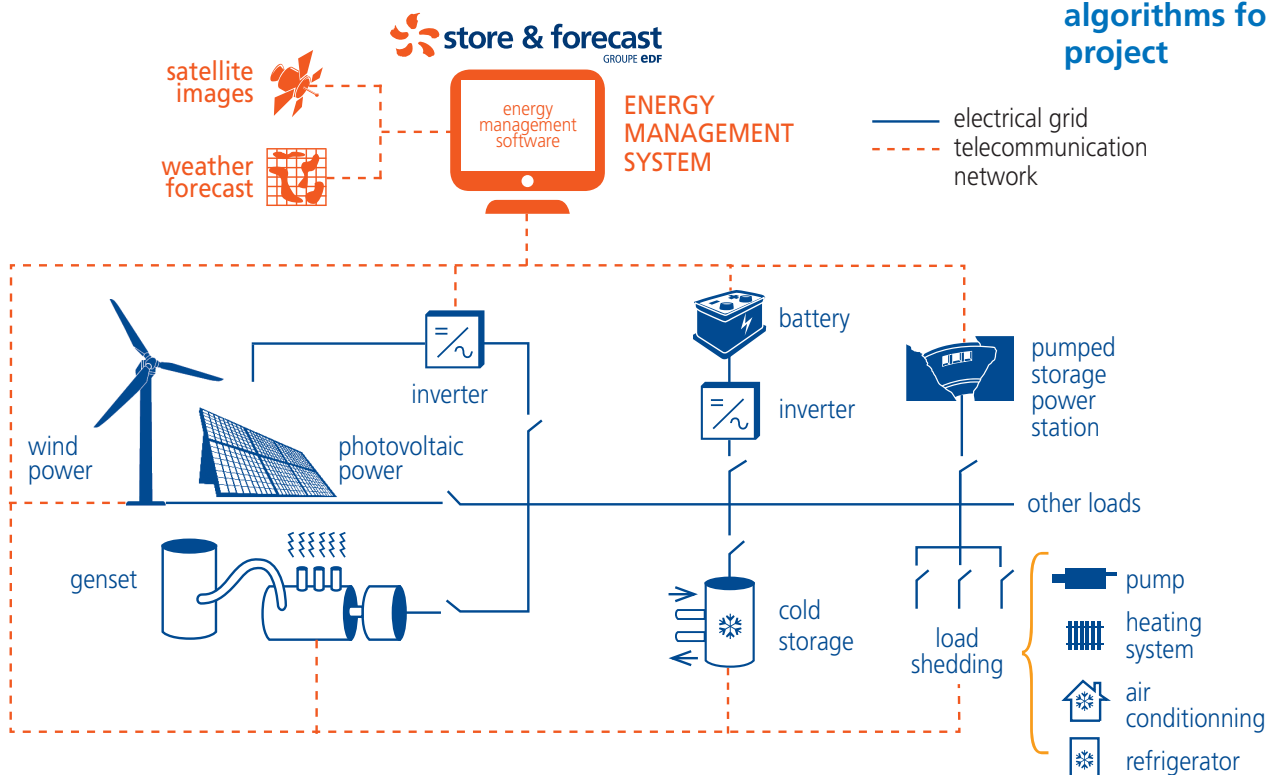 algorithms fo
project
store & forecast
GROUPE eDF
satellite
images
weather
forecast
energy
management
software
ENERGY
MANAGEMENT
SYSTEM
electrical grid
telecommunication
network
battery
inverter
inverter
pumped
storage
power
station
wind
power
photovoltaic
power
other loads
genset
cold
storage
load
shedding
pump
heating
system
air
conditionning
refrigerator